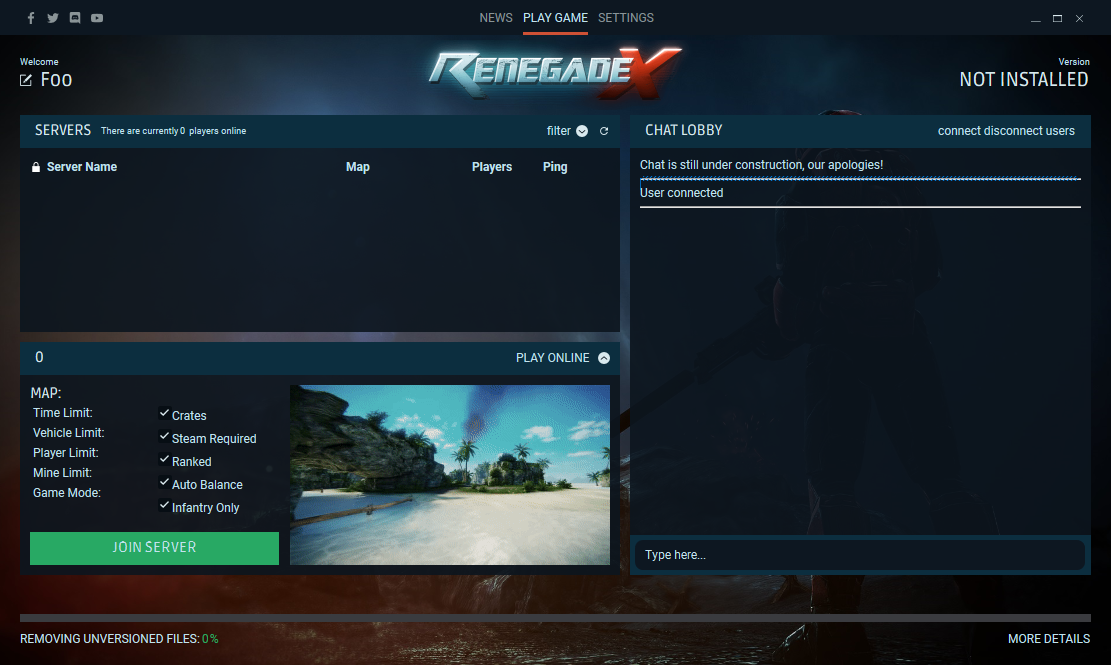 NEWS PLAY GAME SETTINGS
Welcome
Foo
RENEGADE X
Version
NOT INSTALLED
SERVERS There are currently 0 players online filter
Server Name Map Players Ping
0 PLAY ONLINE
MAP:
Time Limit:
Vehicle Limit:
Player Limit:
Mine Limit:
Game Mode:
Crates
Steam Required
Ranked
Auto Balance
Infantry Only
JOIN SERVER
CHAT LOBBY connect disconnect users
Chat is still under construction, our apologies!
User connected
Type here...
REMOVING UNVERSIONED FILES: 0% MORE DETAILS